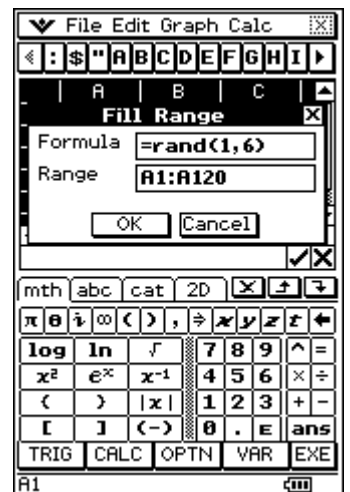 File Edit Graph Calc
: $ " A B C D E F G H I
A B C
Fill Range
Formula =rand(1,6)
Range A1:A120
OK Cancel
mth abc cat 2D
π θ i ∞ ( ) , ⇒ x y z t ←
log ln √ 7 8 9 ^ =
x² eˣ x⁻¹ 4 5 6 × ÷
( ) |x| 1 2 3 + −
[ ] (-) 0 . E ans
TRIG CALC OPTN VAR EXE
A1